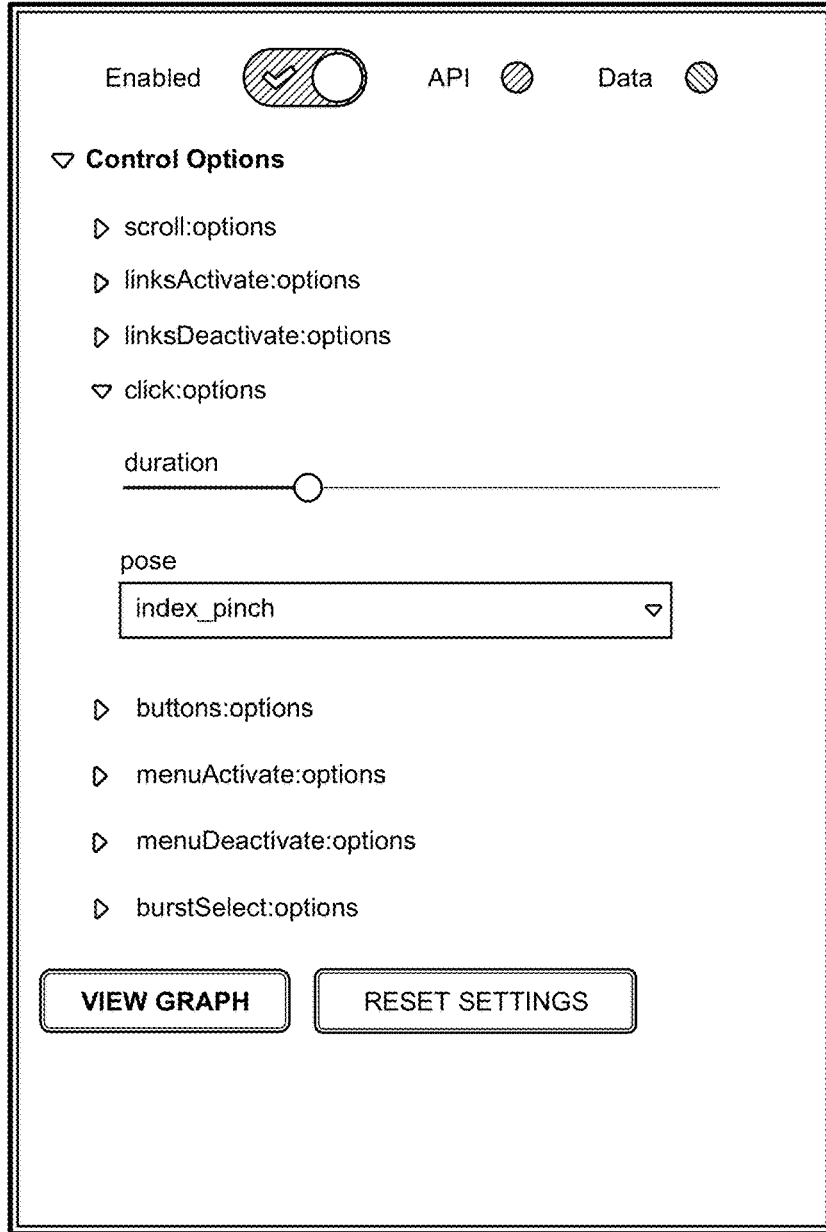 Enabled API Data
Control Options
scroll:options
linksActivate:options
linksDeactivate:options
click:options
duration
pose
index_pinch
buttons:options
menuActivate:options
menuDeactivate:options
burstSelect:options
VIEW GRAPH RESET SETTINGS